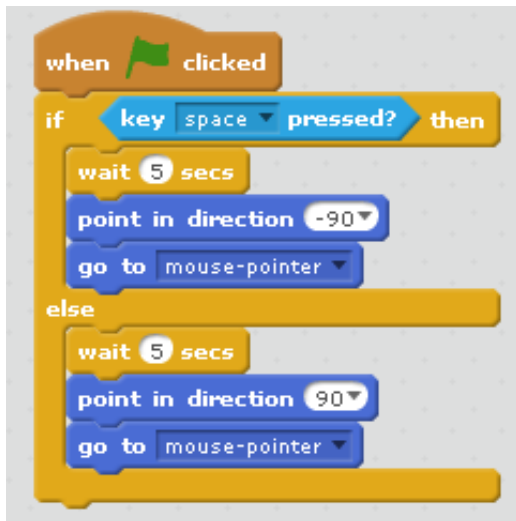 when clicked
if key space pressed? then
wait 5 secs
point in direction -90
go to mouse-pointer
else
wait 5 secs
point in direction 90
go to mouse-pointer